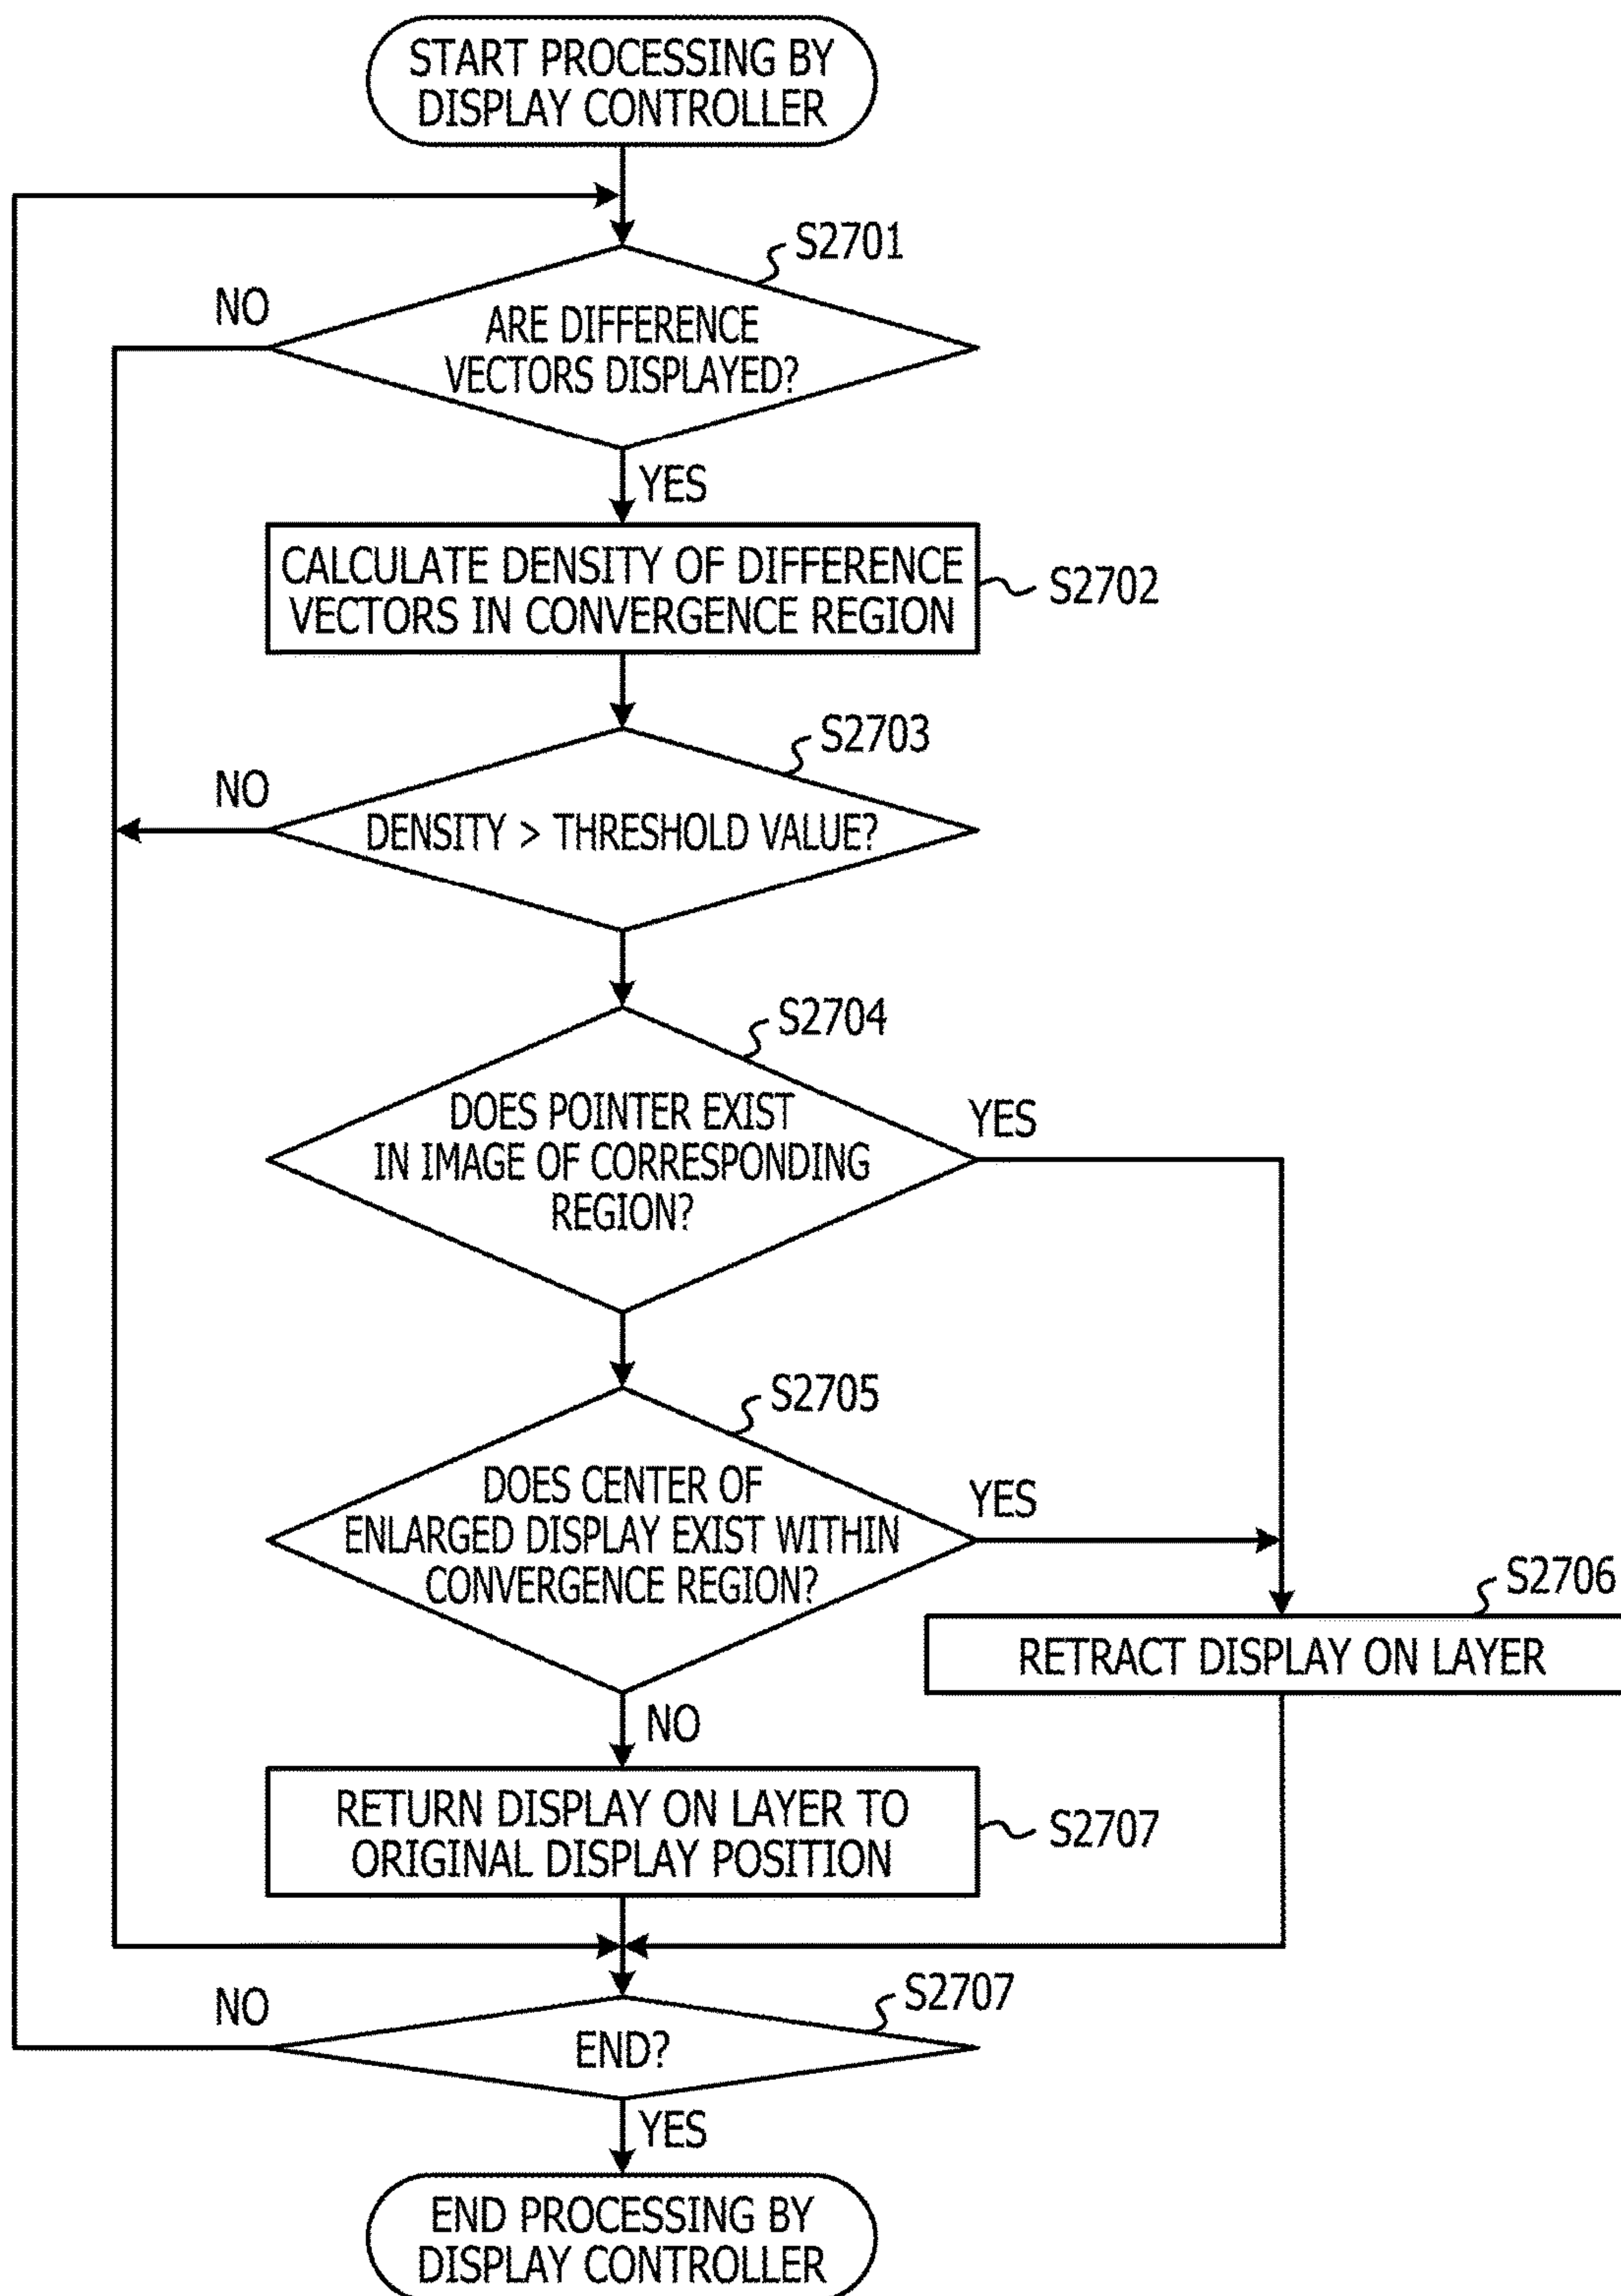 START PROCESSING BY
DISPLAY CONTROLLER
S2701
NO
ARE DIFFERENCE
VECTORS DISPLAYED?
YES
CALCULATE DENSITY OF DIFFERENCE
VECTORS IN CONVERGENCE REGION
S2702
S2703
NO
DENSITY > THRESHOLD VALUE?
S2704
DOES POINTER EXIST
IN IMAGE OF CORRESPONDING
REGION?
YES
S2705
DOES CENTER OF
ENLARGED DISPLAY EXIST WITHIN
CONVERGENCE REGION?
YES
S2706
RETRACT DISPLAY ON LAYER
NO
RETURN DISPLAY ON LAYER TO
ORIGINAL DISPLAY POSITION
S2707
S2707
NO
END?
YES
END PROCESSING BY
DISPLAY CONTROLLER